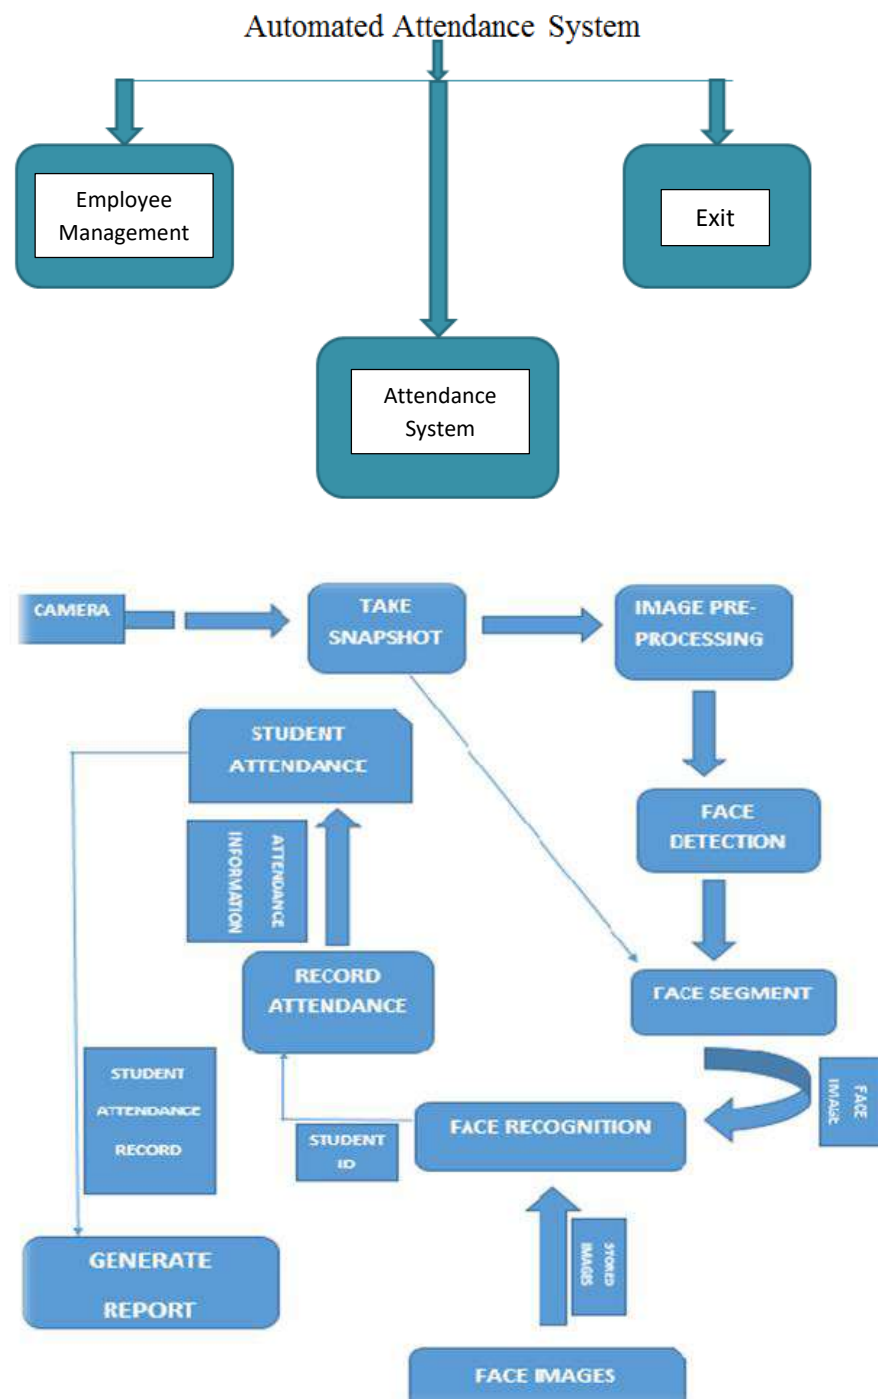 Automated Attendance System
Employee
Management
Exit
Attendance
System
CAMERA
TAKE
SNAPSHOT
IMAGE PRE-
PROCESSING
STUDENT
ATTENDANCE
FACE
DETECTION
ATTENDANCE
INFORMATION
RECORD
ATTENDANCE
FACE SEGMENT
FACE
IMAGE
STUDENT
ATTENDANCE
RECORD
STUDENT
ID
FACE RECOGNITION
STORED
IMAGES
GENERATE
REPORT
FACE IMAGES